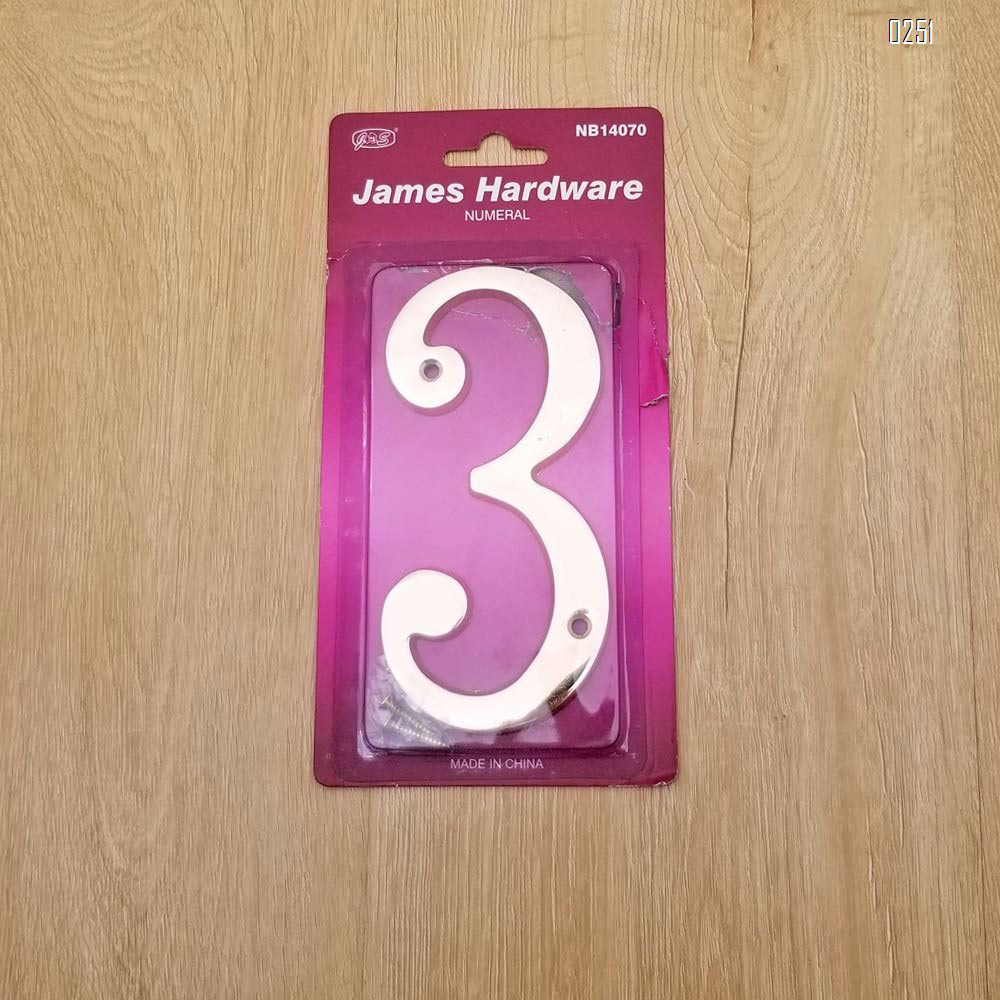 0251
JAS®
NB14070
James Hardware
NUMERAL
3
MADE IN CHINA